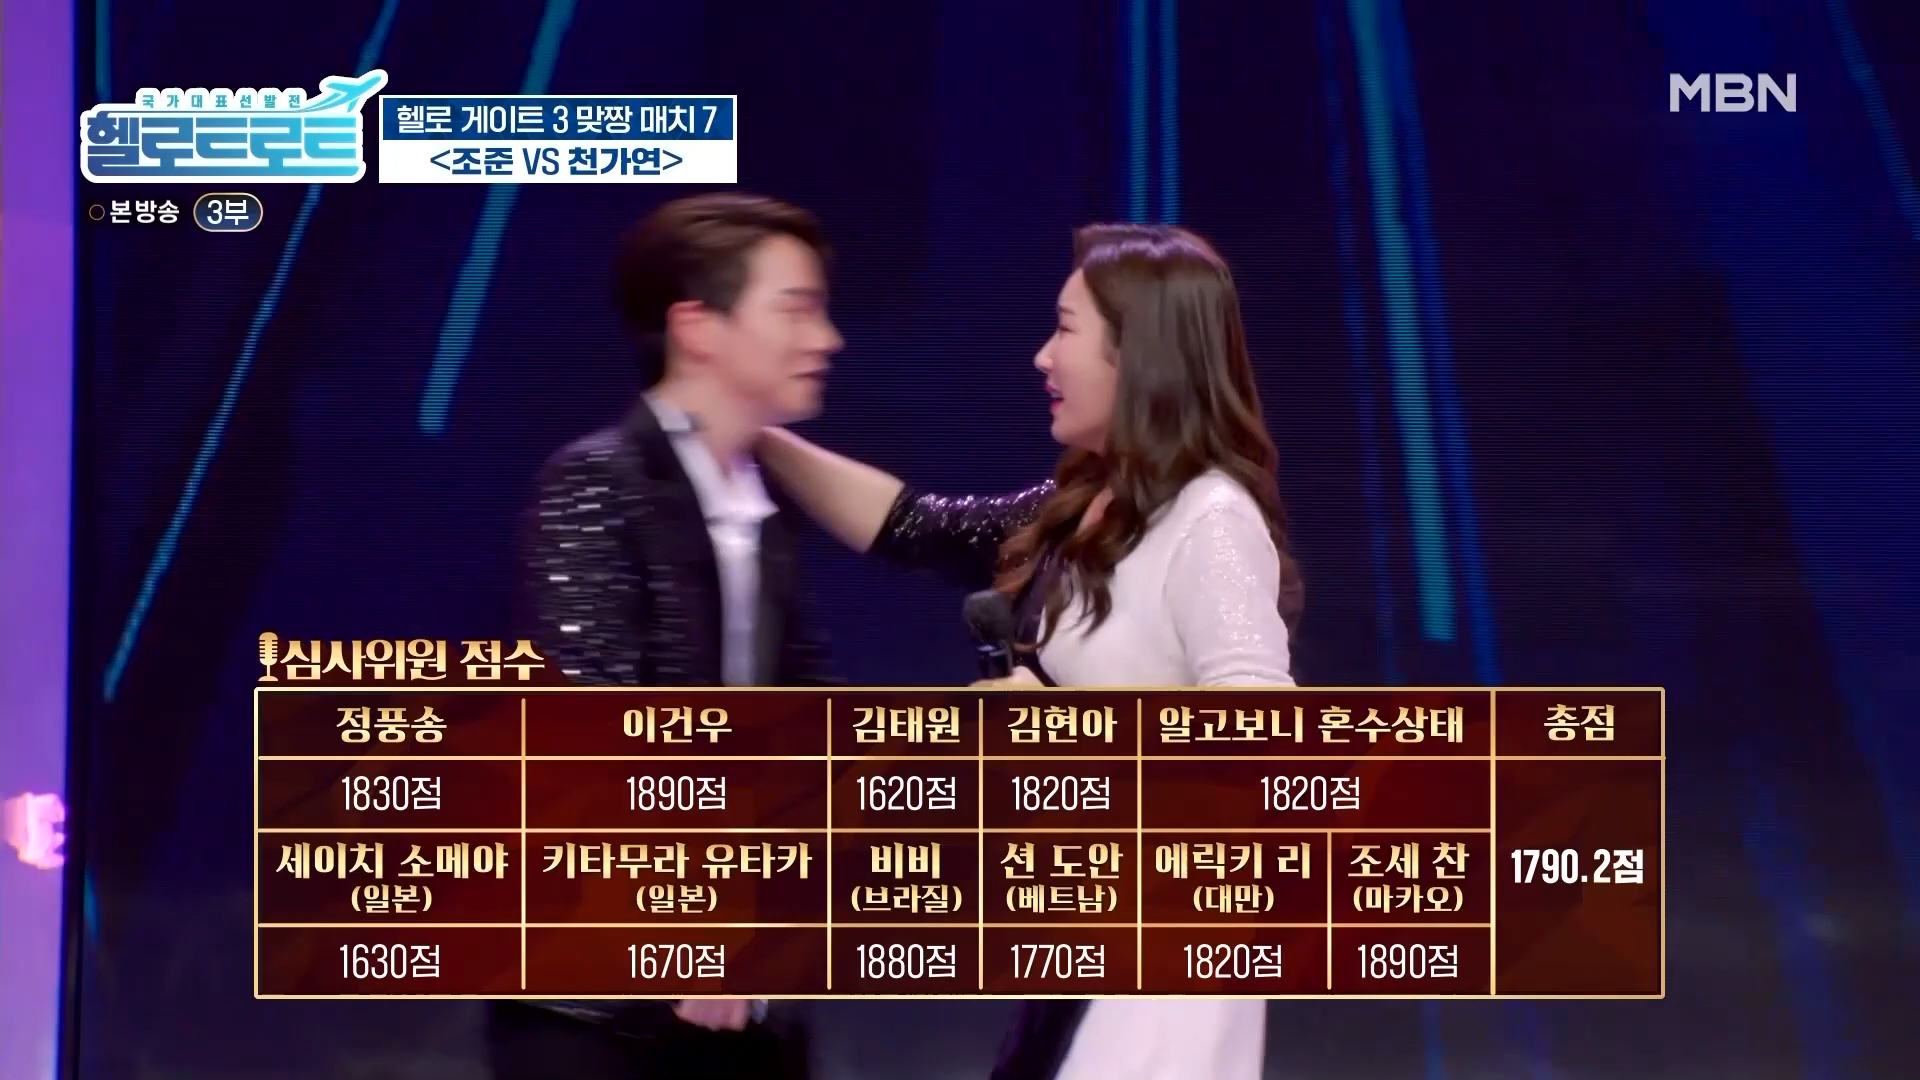 국가대표선발전
헬로트로트
헬로 게이트 3 맞짱 매치 7
<조준 VS 천가연>
MBN
본방송 3부
심사위원 점수
정풍송 이건우 김태원 김현아 알고보니 혼수상태 총점
1830점 1890점 1620점 1820점 1820점
세이치 소메야 키타무라 유타카 비비 션 도안 에릭키 리 조세 찬
(일본) (일본) (브라질) (베트남) (대만) (마카오)
1790.2점
1630점 1670점 1880점 1770점 1820점 1890점